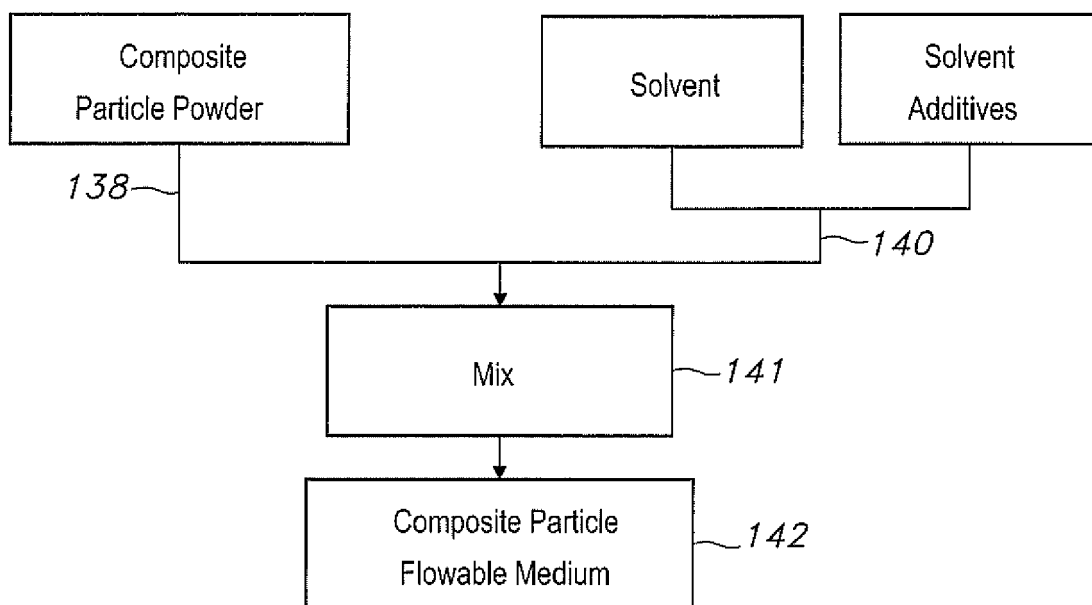 Composite
Particle Powder
Solvent
Solvent
Additives
138
140
Mix
141
Composite Particle
Flowable Medium
142